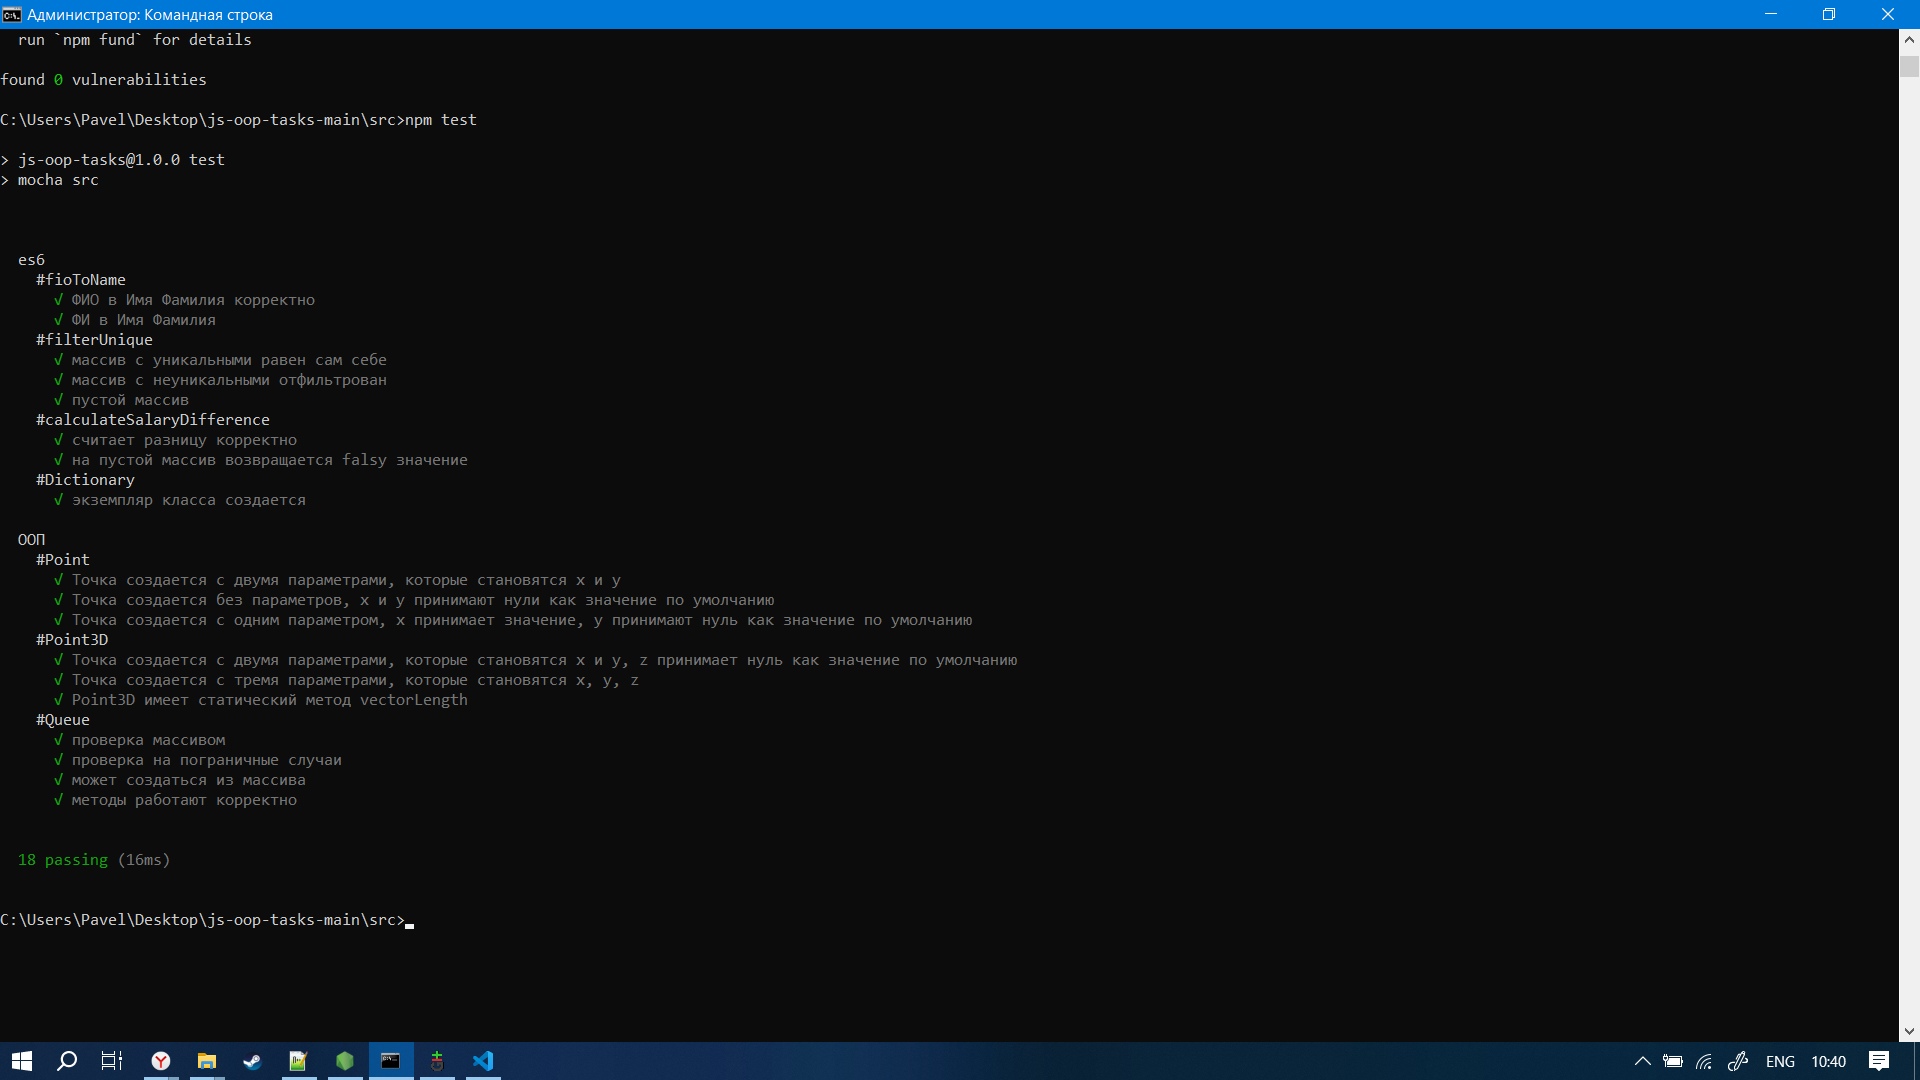 Администратор: Командная строка
run `npm fund` for details
found 0 vulnerabilities
C:\Users\Pavel\Desktop\js-oop-tasks-main\src>npm test
> js-oop-tasks@1.0.0 test
> mocha src
es6
#fioToName
√ ФИО в Имя Фамилия корректно
√ ФИ в Имя Фамилия
#filterUnique
√ массив с уникальными равен сам себе
√ массив с неуникальными отфильтрован
√ пустой массив
#calculateSalaryDifference
√ считает разницу корректно
√ на пустой массив возвращается falsy значение
#Dictionary
√ экземпляр класса создается
ООП
#Point
√ Точка создается с двумя параметрами, которые становятся x и y
√ Точка создается без параметров, x и y принимают нули как значение по умолчанию
√ Точка создается с одним параметром, x принимает значение, y принимают нуль как значение по умолчанию
#Point3D
√ Точка создается с двумя параметрами, которые становятся x и y, z принимает нуль как значение по умолчанию
√ Точка создается с тремя параметрами, которые становятся x, y, z
√ Point3D имеет статический метод vectorLength
#Queue
√ проверка массивом
√ проверка на пограничные случаи
√ может создаться из массива
√ методы работают корректно
18 passing (16ms)
C:\Users\Pavel\Desktop\js-oop-tasks-main\src>
ENG 10:40